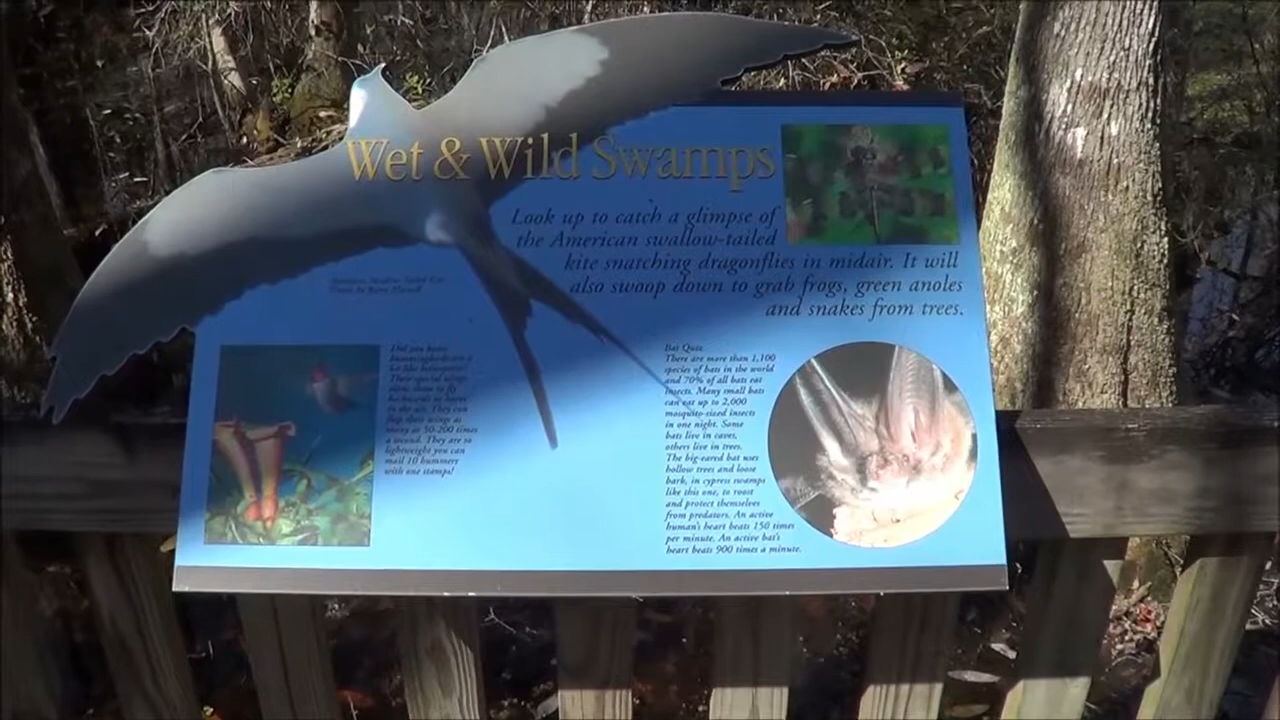 Wet & Wild Swamps
Look up to catch a glimpse of
the American swallow-tailed
kite snatching dragonflies in midair. It will
also swoop down to grab frogs, green anoles
and snakes from trees.
Did you know
hummingbirds are a
lot like helicopters?
Their special wings
allow them to fly
backwards or hover
in the air. They can
flap their wings as
many as 50-200 times
a second. They are so
lightweight you can
mail 10 hummers
with one stamp!
Bat Quiz
There are more than 1,100
species of bats in the world
and 70% of all bats eat
insects. Many small bats
can eat up to 2,000
mosquito-sized insects
in one night. Some
bats live in caves,
others live in trees.
The big-eared bat uses
hollow trees and loose
bark, in cypress swamps
like this one, to roost
and protect themselves
from predators. An active
human's heart beats 150 times
per minute. An active bat's
heart beats 900 times a minute.